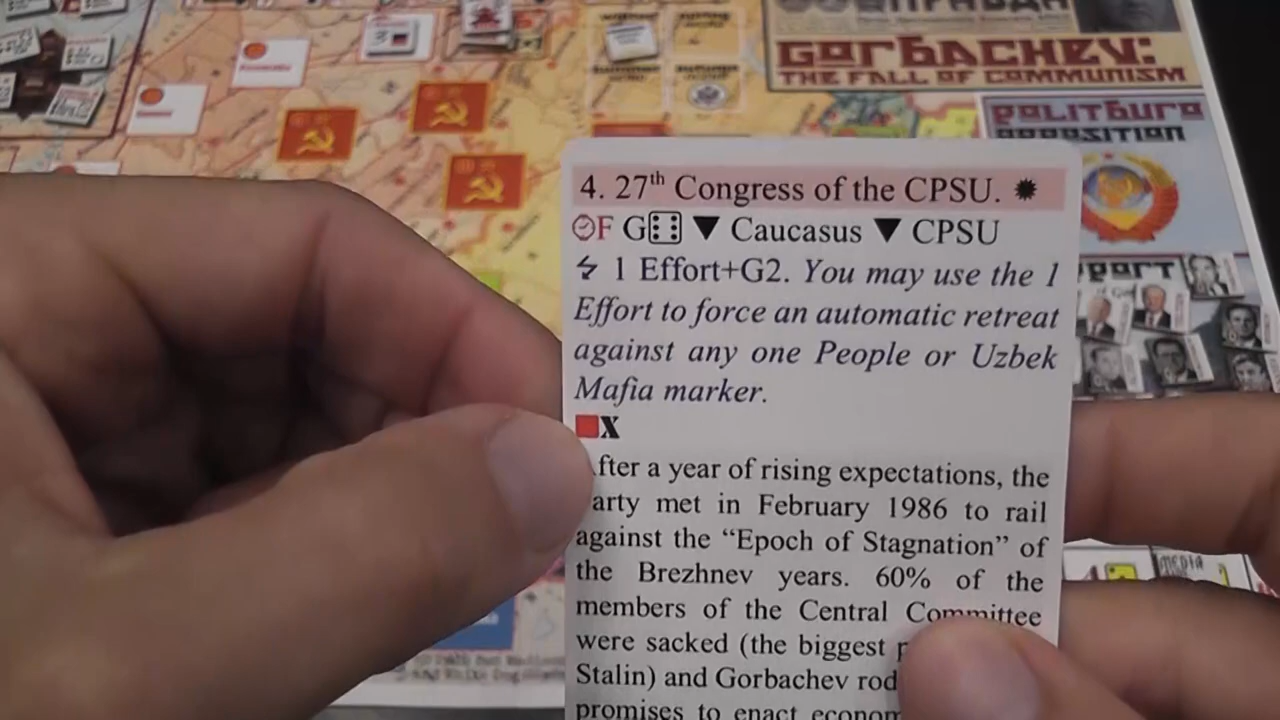 GORBACHEV:
THE FALL OF COMMUNISM
POLITBURO
OPPOSITION
4. 27th Congress of the CPSU.
F G ▼ Caucasus ▼ CPSU
1 Effort+G2. You may use the 1
Effort to force an automatic retreat
against any one People or Uzbek
Mafia marker.
X
fter a year of rising expectations, the
arty met in February 1986 to rail
against the “Epoch of Stagnation” of
the Brezhnev years. 60% of the
members of the Central Committee
were sacked (the biggest
Stalin) and Gorbachev rod
promises to enact econom
MEDIA